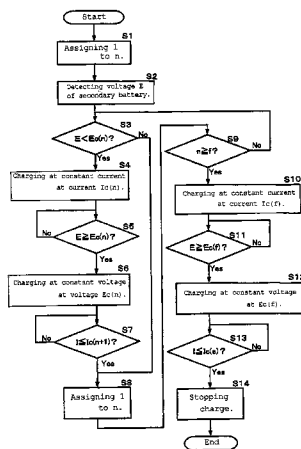 Start
S1
Assigning 1
to n.
S2
Detecting voltage E
of secondary battery.
S3
E<Ec(n)?
No
Yes
S4
Charging at constant current
at current Ic(n).
S5
E≧Ec(n)?
No
Yes
S6
Charging at constant voltage
at voltage Ec(n).
S7
I≦Ic(n+1)?
No
Yes
S8
Assigning 1
to n.
S9
n≧f?
No
Yes
S10
Charging at constant current
at current Ic(f).
S11
E≧Ec(f)?
No
Yes
S12
Charging at constant voltage
at Ec(f).
S13
I≦Ic(e)?
No
Yes
S14
Stopping
charge.
End